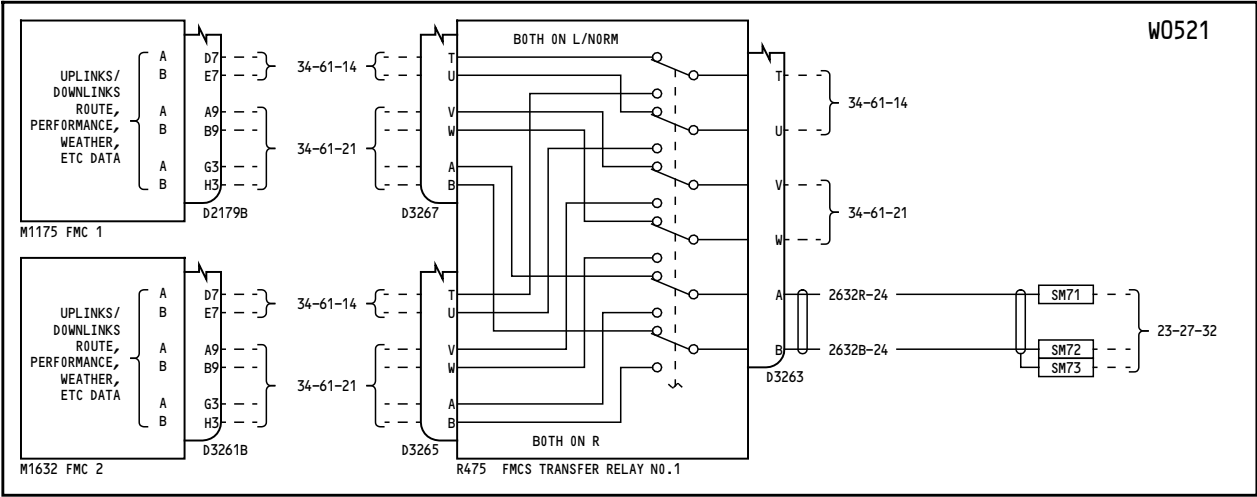 W0521
BOTH ON L/NORM
UPLINKS/
DOWNLINKS
ROUTE,
PERFORMANCE,
WEATHER,
ETC DATA
A D7
B E7
A A9
B B9
A G3
B H3
34-61-14
34-61-21
T
U
V
W
A
B
D2179B
D3267
M1175 FMC 1
T
U
V
W
A
B
34-61-14
34-61-21
2632R-24
2632B-24
SM71
SM72
SM73
23-27-32
D3263
UPLINKS/
DOWNLINKS
ROUTE,
PERFORMANCE,
WEATHER,
ETC DATA
A D7
B E7
A A9
B B9
A G3
B H3
34-61-14
34-61-21
T
U
V
W
A
B
D3261B
D3265
BOTH ON R
M1632 FMC 2
R475 FMCS TRANSFER RELAY NO.1